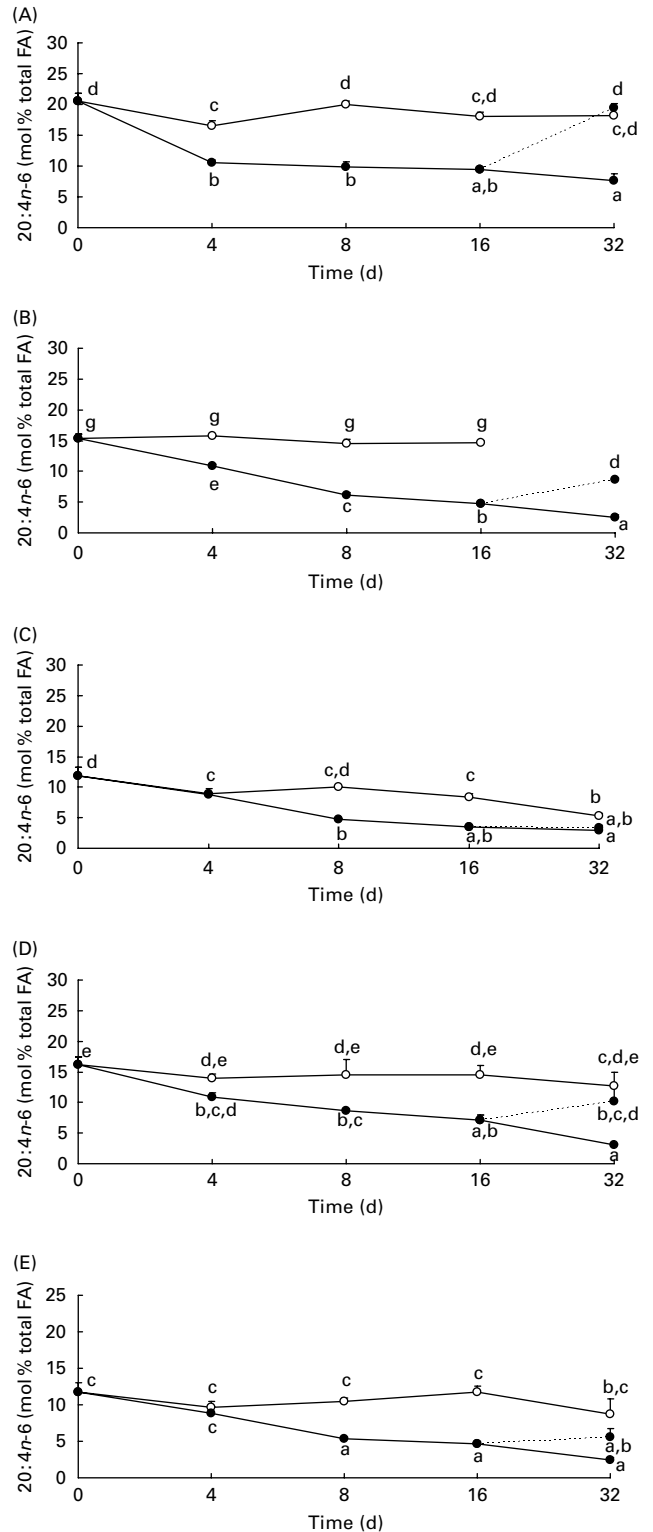 (A)
20:4n-6 (mol% total FA)
30
25
20
15
10
5
0
d
c
d
c,d
d
c,d
b
b
a,b
a
0 4 8 16 32
Time (d)
(B)
20:4n-6 (mol% total FA)
30
25
20
15
10
5
0
g
g
g
g
d
e
c
b
a
0 4 8 16 32
Time (d)
(C)
20:4n-6 (mol% total FA)
30
25
20
15
10
5
0
d
c
c,d
c
b
a,b
b
a,b
a
0 4 8 16 32
Time (d)
(D)
20:4n-6 (mol% total FA)
30
25
20
15
10
5
0
e
d,e
d,e
d,e
c,d,e
b,c,d
b,c
a,b
b,c,d
a
0 4 8 16 32
Time (d)
(E)
20:4n-6 (mol% total FA)
25
20
15
10
5
0
c
c
c
c
b,c
c
a
a
a,b
a
0 4 8 16 32
Time (d)